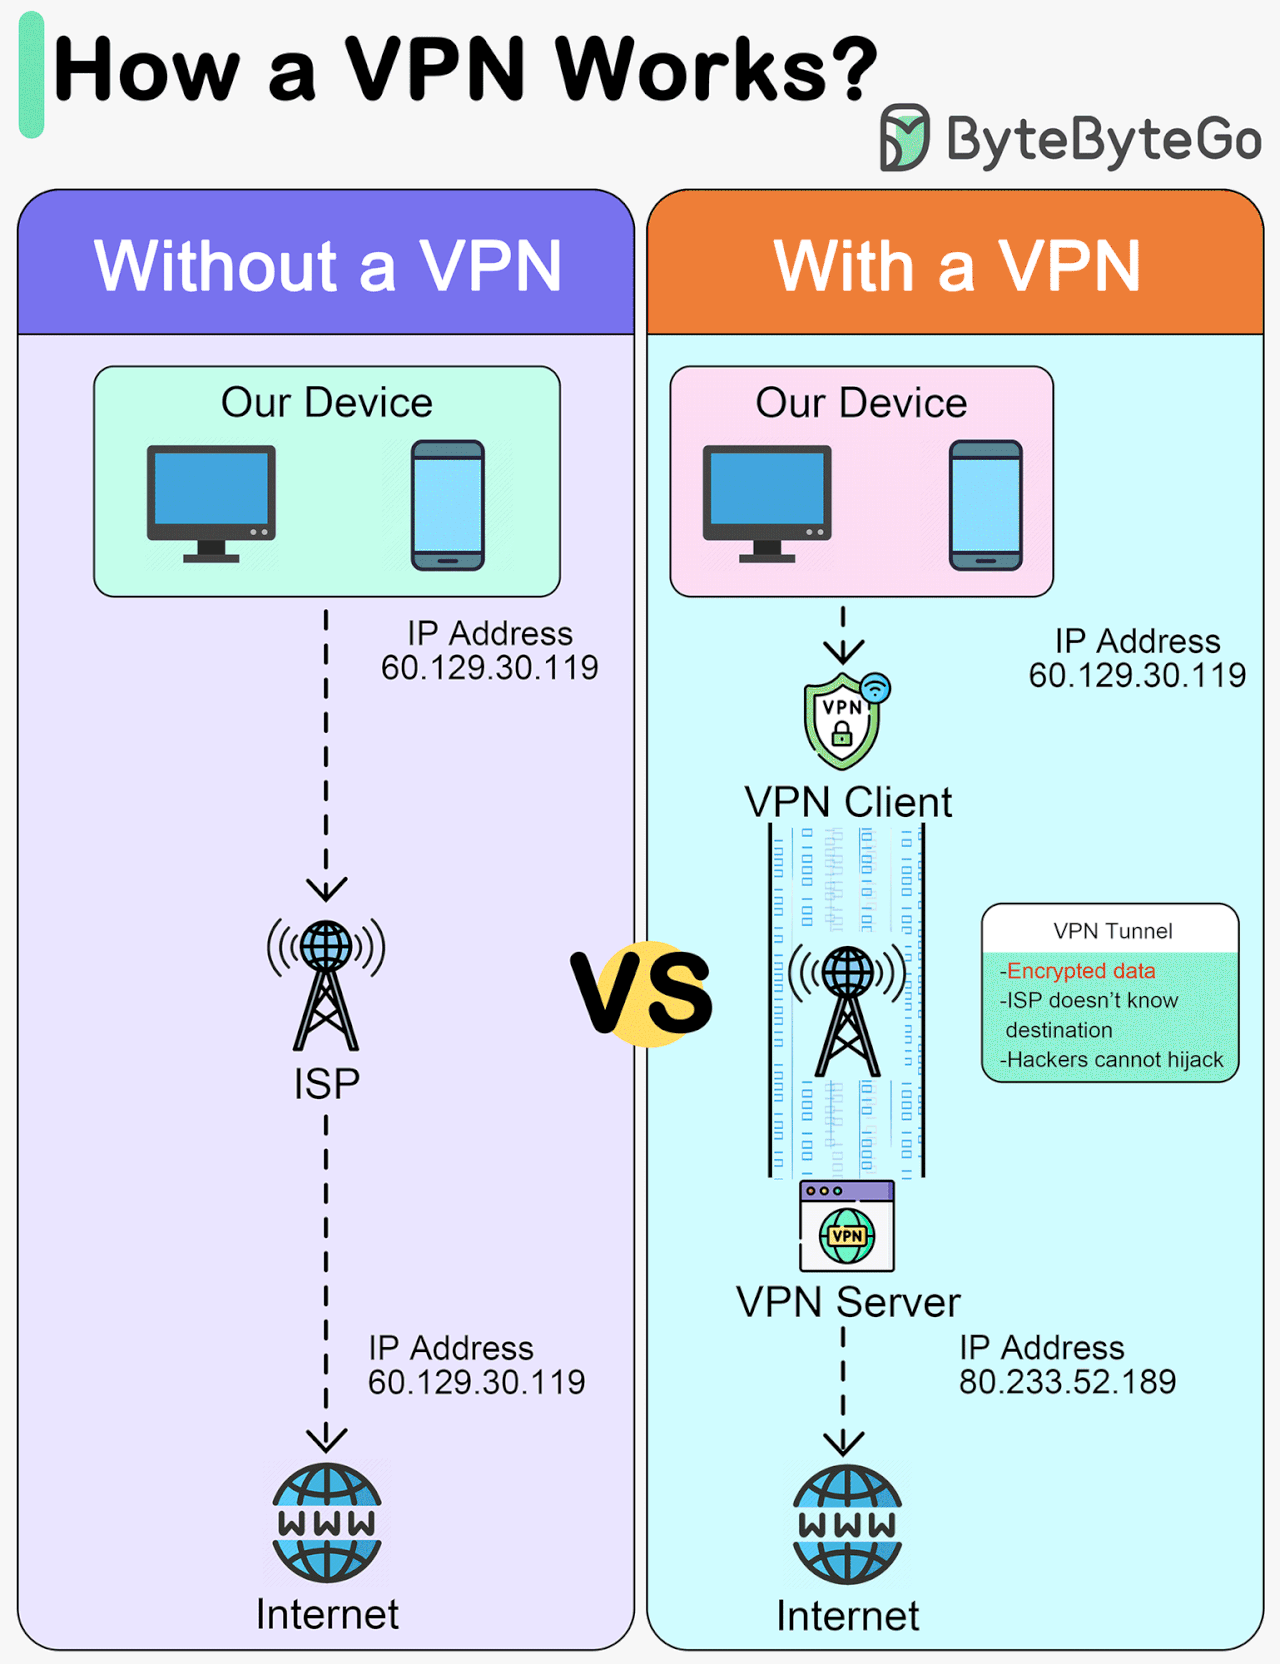 How a VPN Works?
ByteByteGo
Without a VPN
Our Device
IP Address
60.129.30.119
ISP
IP Address
60.129.30.119
WWW
Internet
VS
With a VPN
Our Device
IP Address
60.129.30.119
VPN
VPN Client
VPN Tunnel
-Encrypted data
-ISP doesn't know
destination
-Hackers cannot hijack
VPN
VPN Server
IP Address
80.233.52.189
WWW
Internet